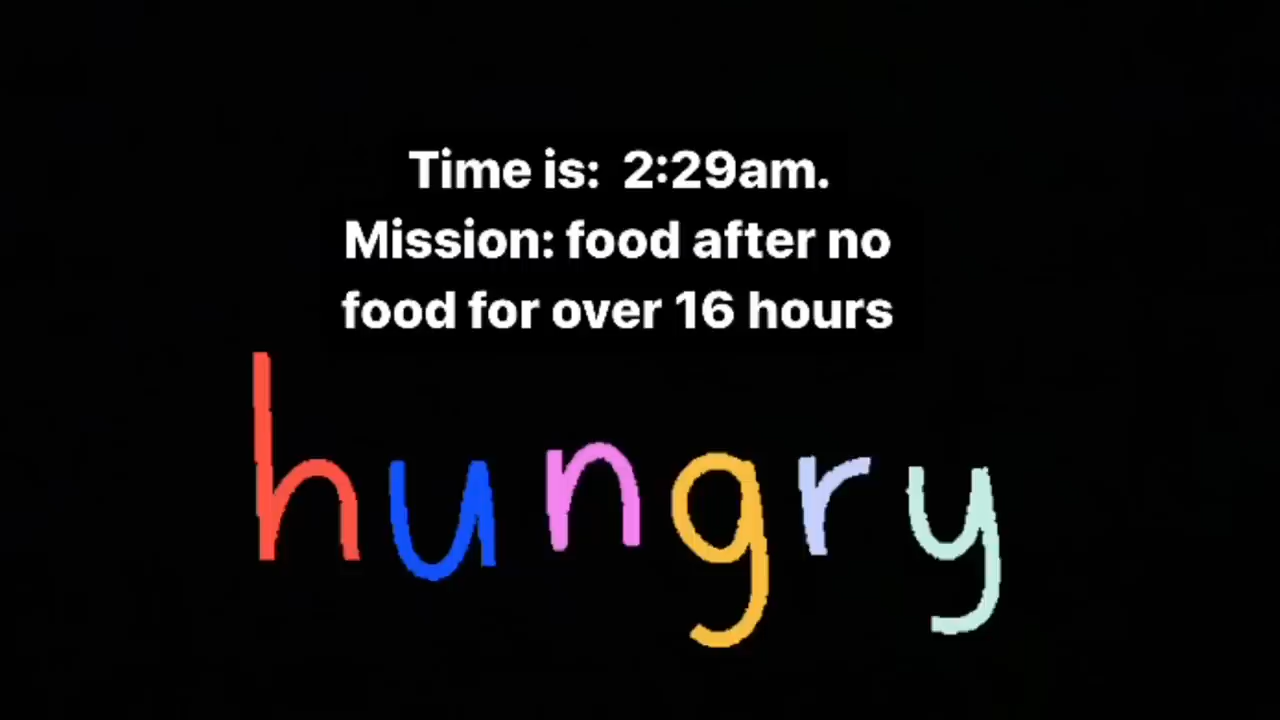 Time is:  2:29am.
Mission: food after no
food for over 16 hours
hungry